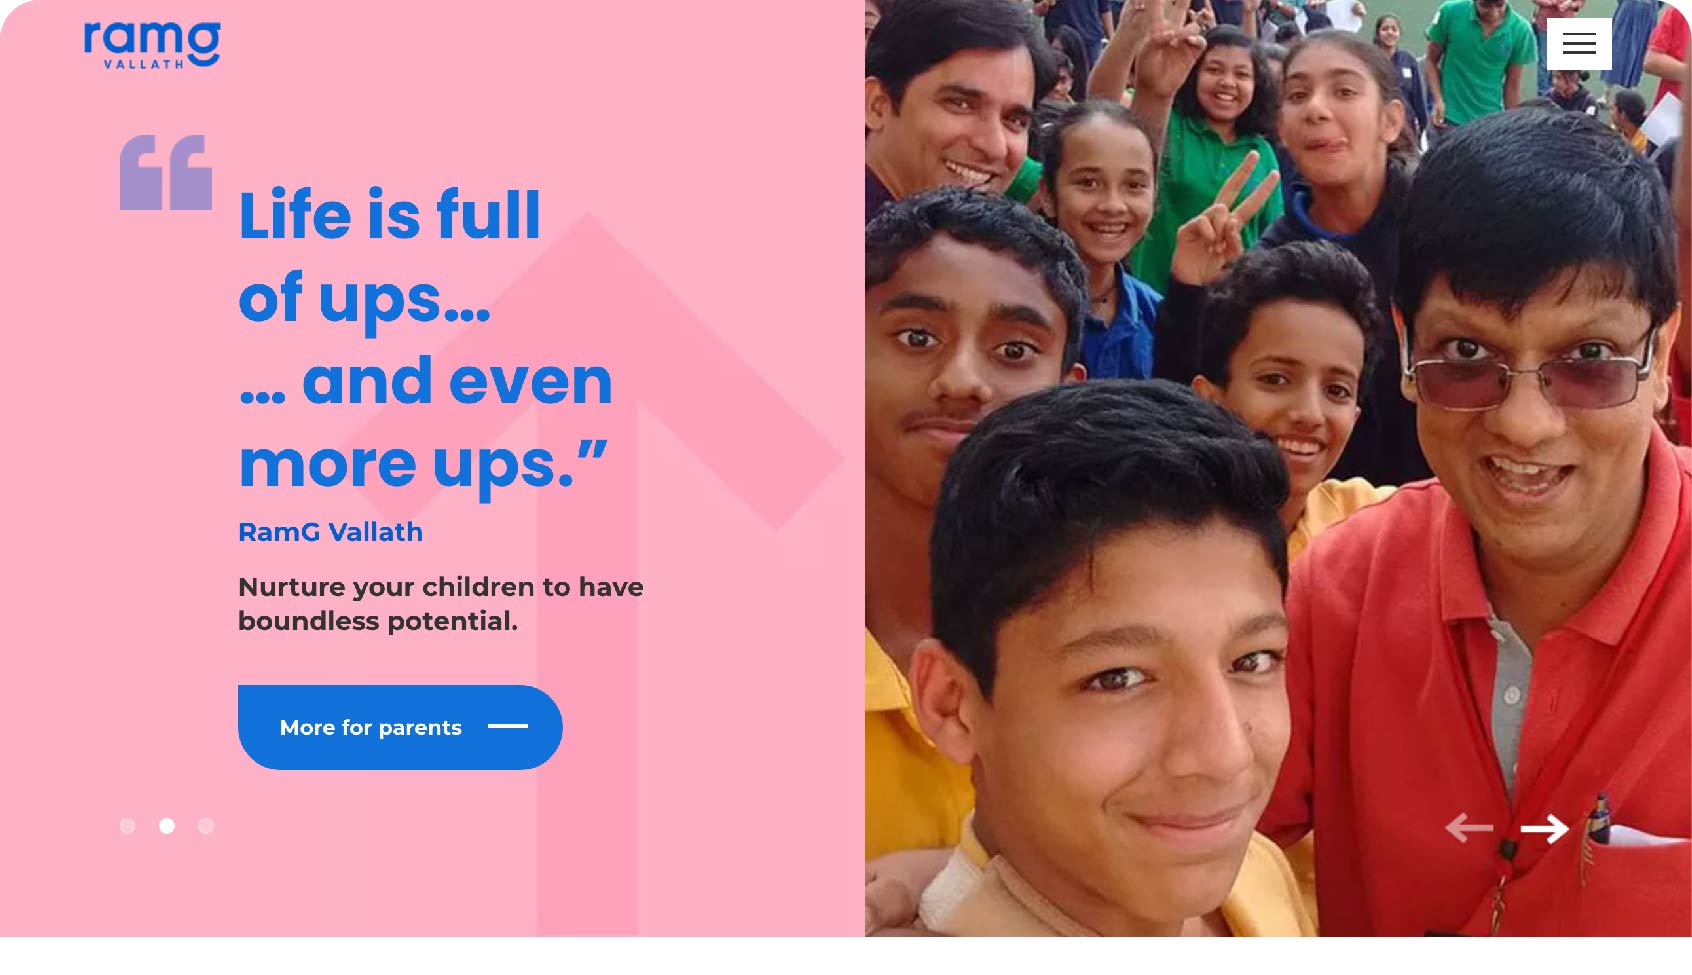 ramg
VALLATH
“
Life is full
of ups...
... and even
more ups.”
RamG Vallath
Nurture your children to have
boundless potential.
More for parents